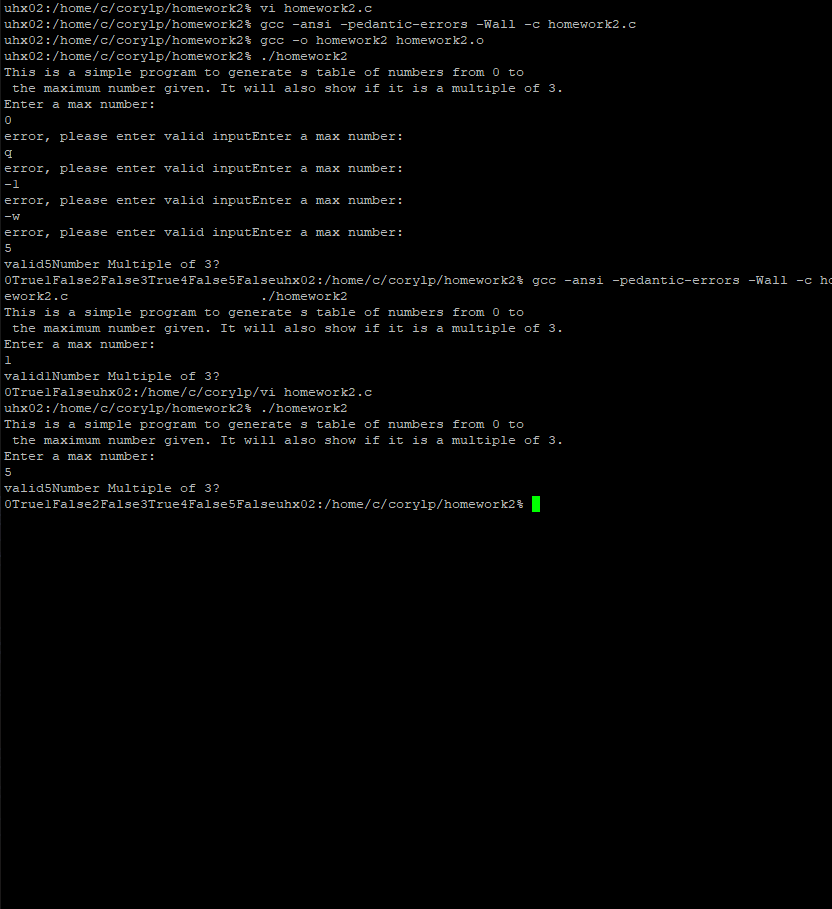 uhx02:/home/c/corylp/homework2% vi homework2.c
uhx02:/home/c/corylp/homework2% gcc -ansi -pedantic-errors -Wall -c homework2.c
uhx02:/home/c/corylp/homework2% gcc -o homework2 homework2.o
uhx02:/home/c/corylp/homework2% ./homework2
This is a simple program to generate s table of numbers from 0 to
 the maximum number given. It will also show if it is a multiple of 3.
Enter a max number:
0
error, please enter valid inputEnter a max number:
q
error, please enter valid inputEnter a max number:
-1
error, please enter valid inputEnter a max number:
-w
error, please enter valid inputEnter a max number:
5
valid5Number Multiple of 3?
0True1False2False3True4False5Falseuhx02:/home/c/corylp/homework2% gcc -ansi -pedantic-errors -Wall -c ho
ework2.c                        ./homework2
This is a simple program to generate s table of numbers from 0 to
 the maximum number given. It will also show if it is a multiple of 3.
Enter a max number:
1
valid1Number Multiple of 3?
0True1Falseuhx02:/home/c/corylp/vi homework2.c
uhx02:/home/c/corylp/homework2% ./homework2
This is a simple program to generate s table of numbers from 0 to
 the maximum number given. It will also show if it is a multiple of 3.
Enter a max number:
5
valid5Number Multiple of 3?
0True1False2False3True4False5Falseuhx02:/home/c/corylp/homework2%